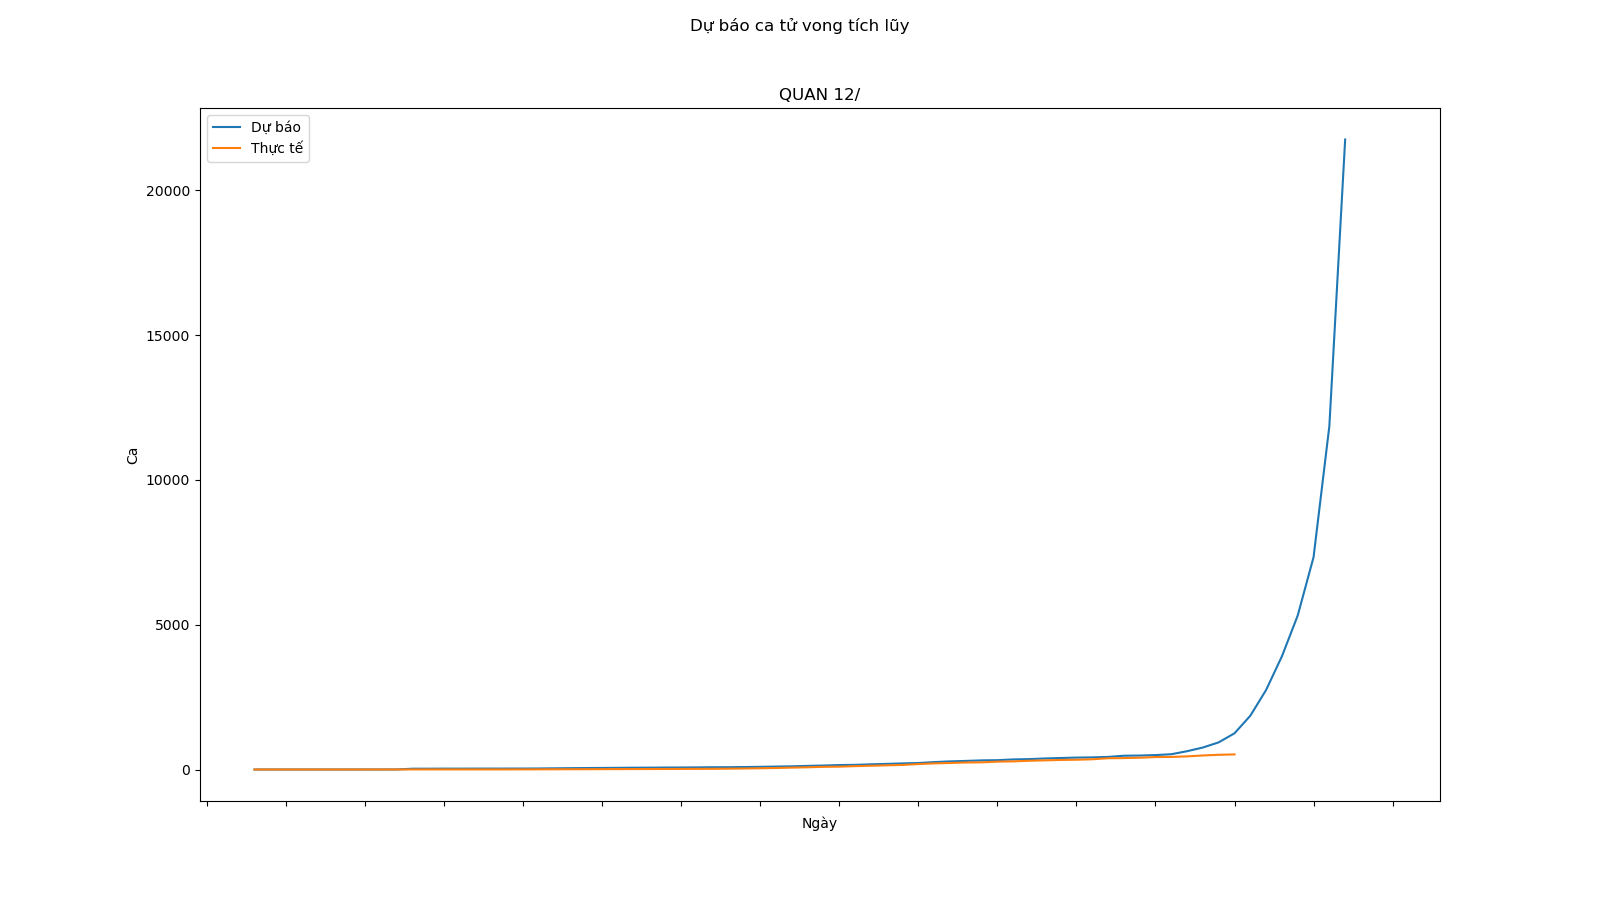 Dự báo ca tử vong tích lũy
QUAN 12/
Dự báo
Thực tế
20000
15000
10000
5000
0
Ca
Ngày